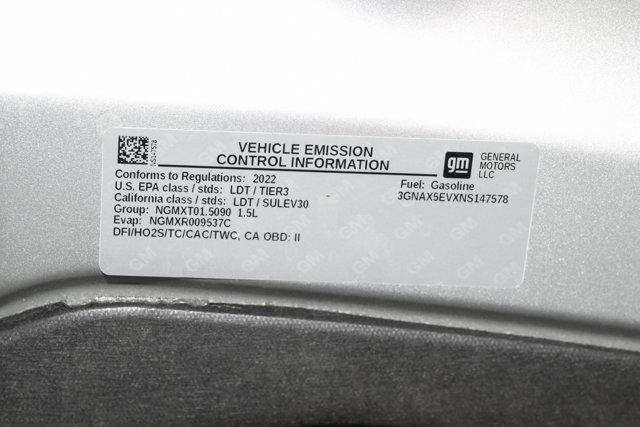 NS147578
VEHICLE EMISSION
CONTROL INFORMATION
gm
GENERAL
MOTORS
LLC
Conforms to Regulations: 2022
U.S. EPA class / stds: LDT / TIER3
California class / stds: LDT / SULEV30
Group: NGMXT01.5090 1.5L
Evap: NGMXR009537C
DFI/HO2S/TC/CAC/TWC, CA OBD: II
Fuel: Gasoline
3GNAX5EVXNS147578